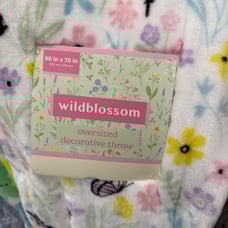 50 in x 70 in
wildblossom
oversized
decorative throw